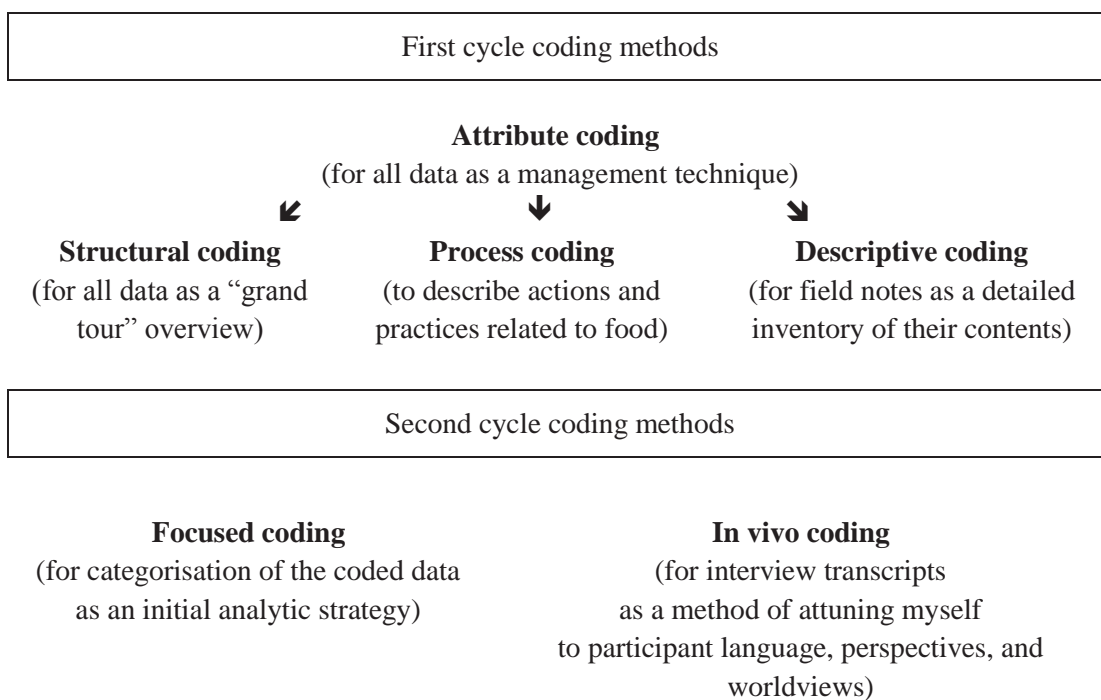 First cycle coding methods
Attribute coding
(for all data as a management technique)
Structural coding
(for all data as a “grand
tour” overview)
Process coding
(to describe actions and
practices related to food)
Descriptive coding
(for field notes as a detailed
inventory of their contents)
Second cycle coding methods
Focused coding
(for categorisation of the coded data
as an initial analytic strategy)
In vivo coding
(for interview transcripts
as a method of attuning myself
to participant language, perspectives, and
worldviews)